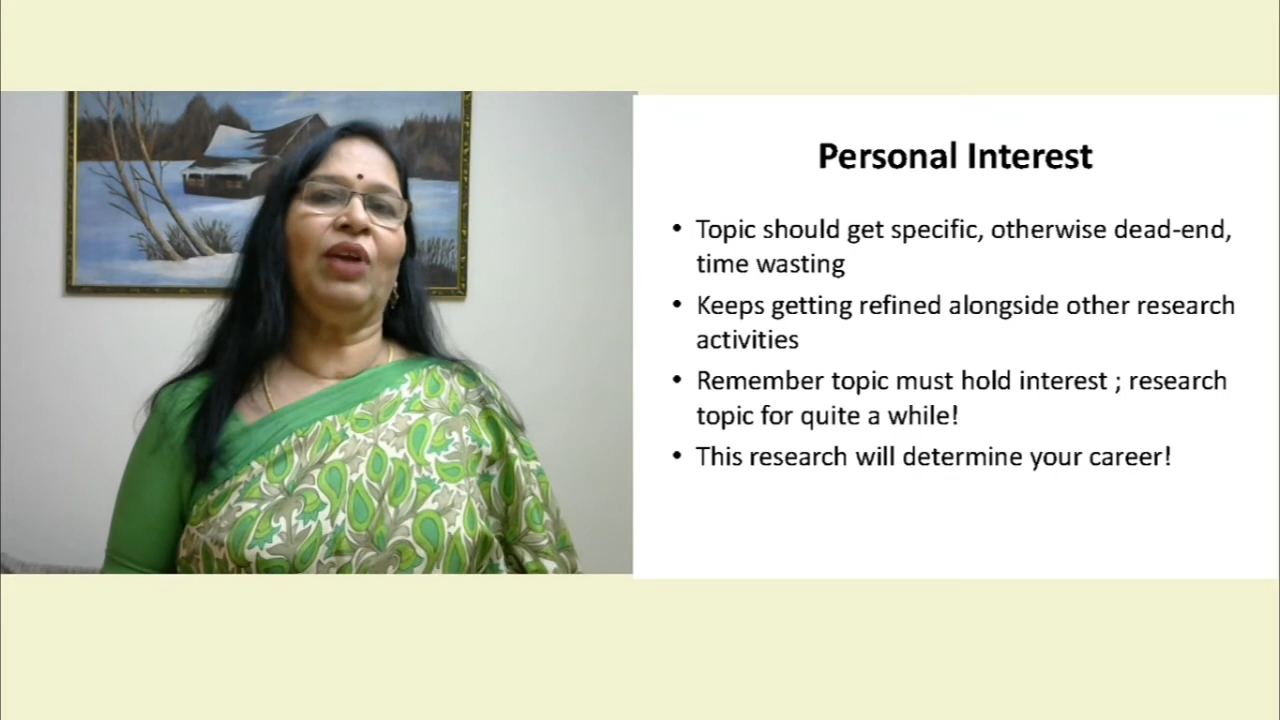 Personal Interest
• Topic should get specific, otherwise dead-end,
time wasting
• Keeps getting refined alongside other research
activities
• Remember topic must hold interest ; research
topic for quite a while!
• This research will determine your career!